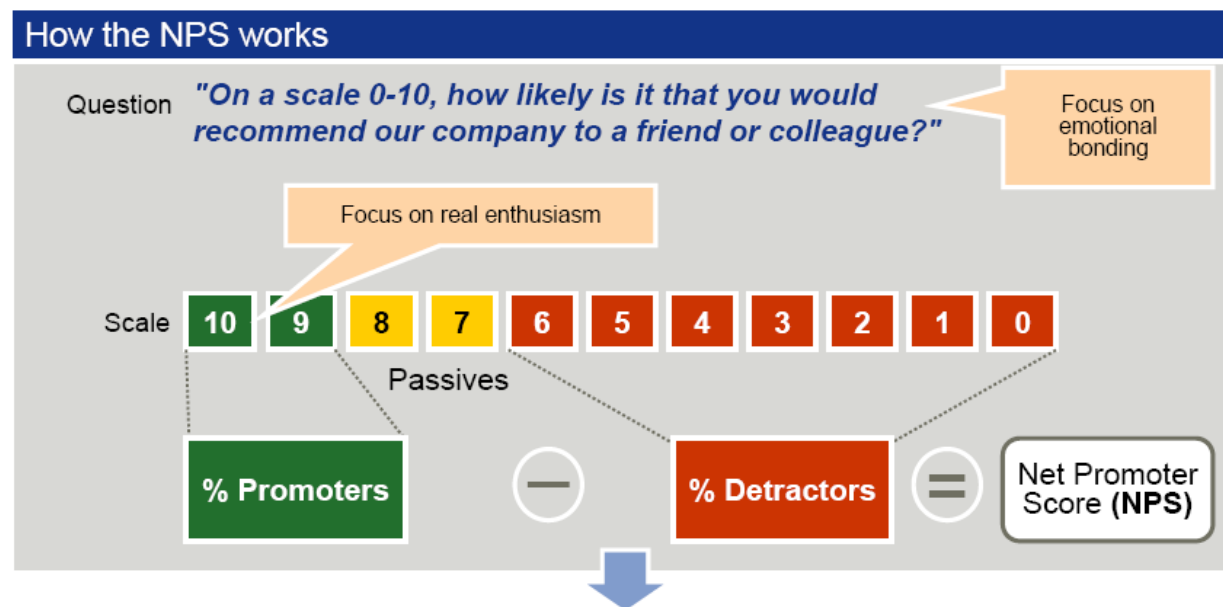 How the NPS works
Question
"On a scale 0-10, how likely is it that you would
recommend our company to a friend or colleague?"
Focus on
emotional
bonding
Focus on real enthusiasm
Scale
10 9 8 7 6 5 4 3 2 1 0
Passives
% Promoters
−
% Detractors
=
Net Promoter
Score (NPS)